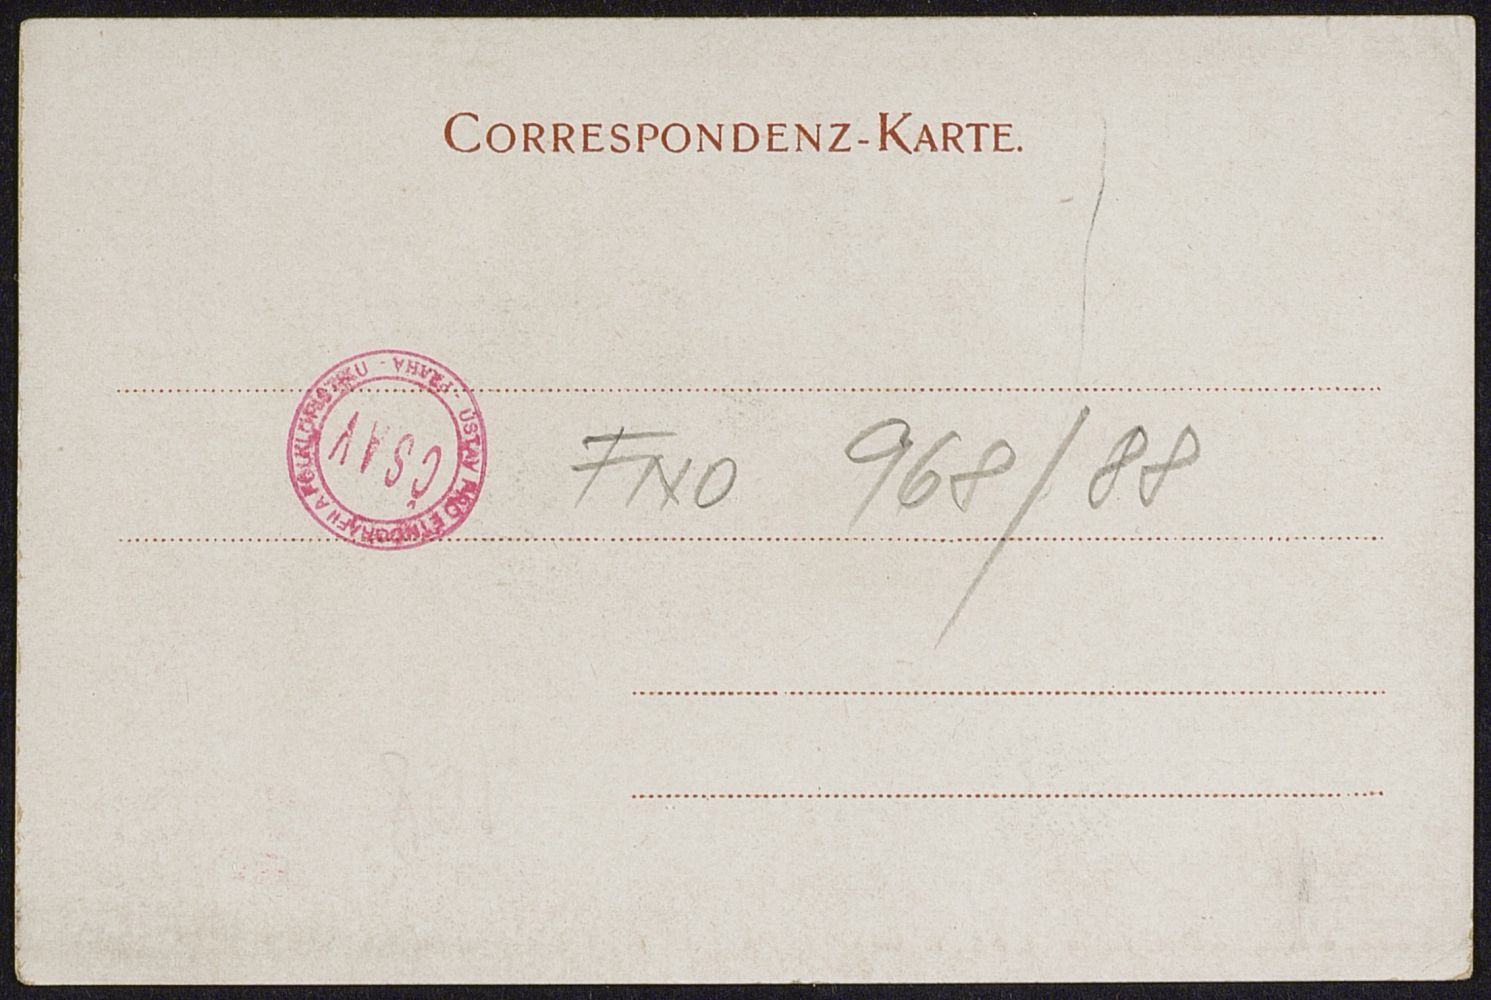 CORRESPONDENZ-KARTE.
ÚSTAV PRO ETNOGRAFII A FOLKLORISTIKU - PRAHA -
ČSAV
FNO 968/88